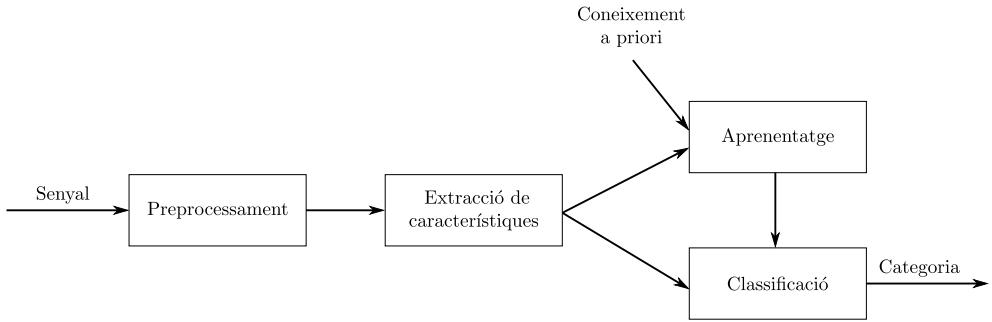 Coneixement
a priori
Aprenentatge
Senyal
Preprocessament
Extracció de
característiques
Classificació
Categoria